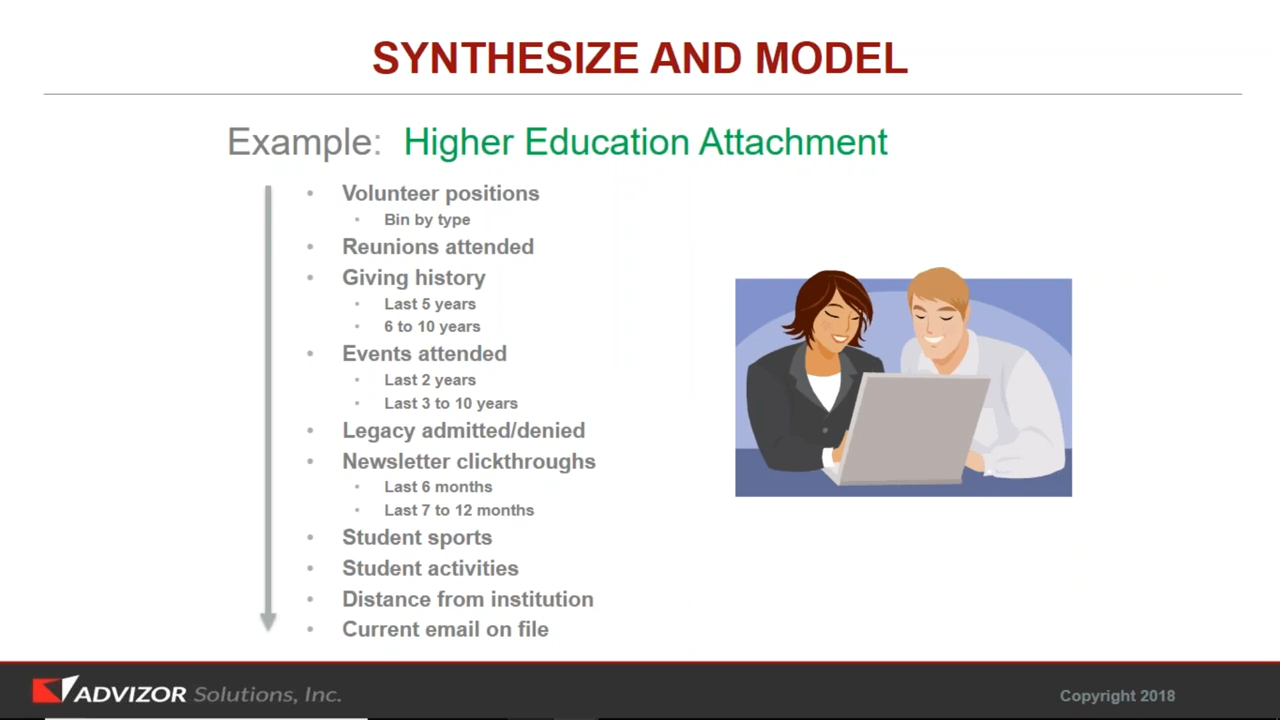 SYNTHESIZE AND MODEL
Example: Higher Education Attachment
• Volunteer positions
• Bin by type
• Reunions attended
• Giving history
• Last 5 years
• 6 to 10 years
• Events attended
• Last 2 years
• Last 3 to 10 years
• Legacy admitted/denied
• Newsletter clickthroughs
• Last 6 months
• Last 7 to 12 months
• Student sports
• Student activities
• Distance from institution
• Current email on file
ADVIZOR Solutions, Inc.
Copyright 2018